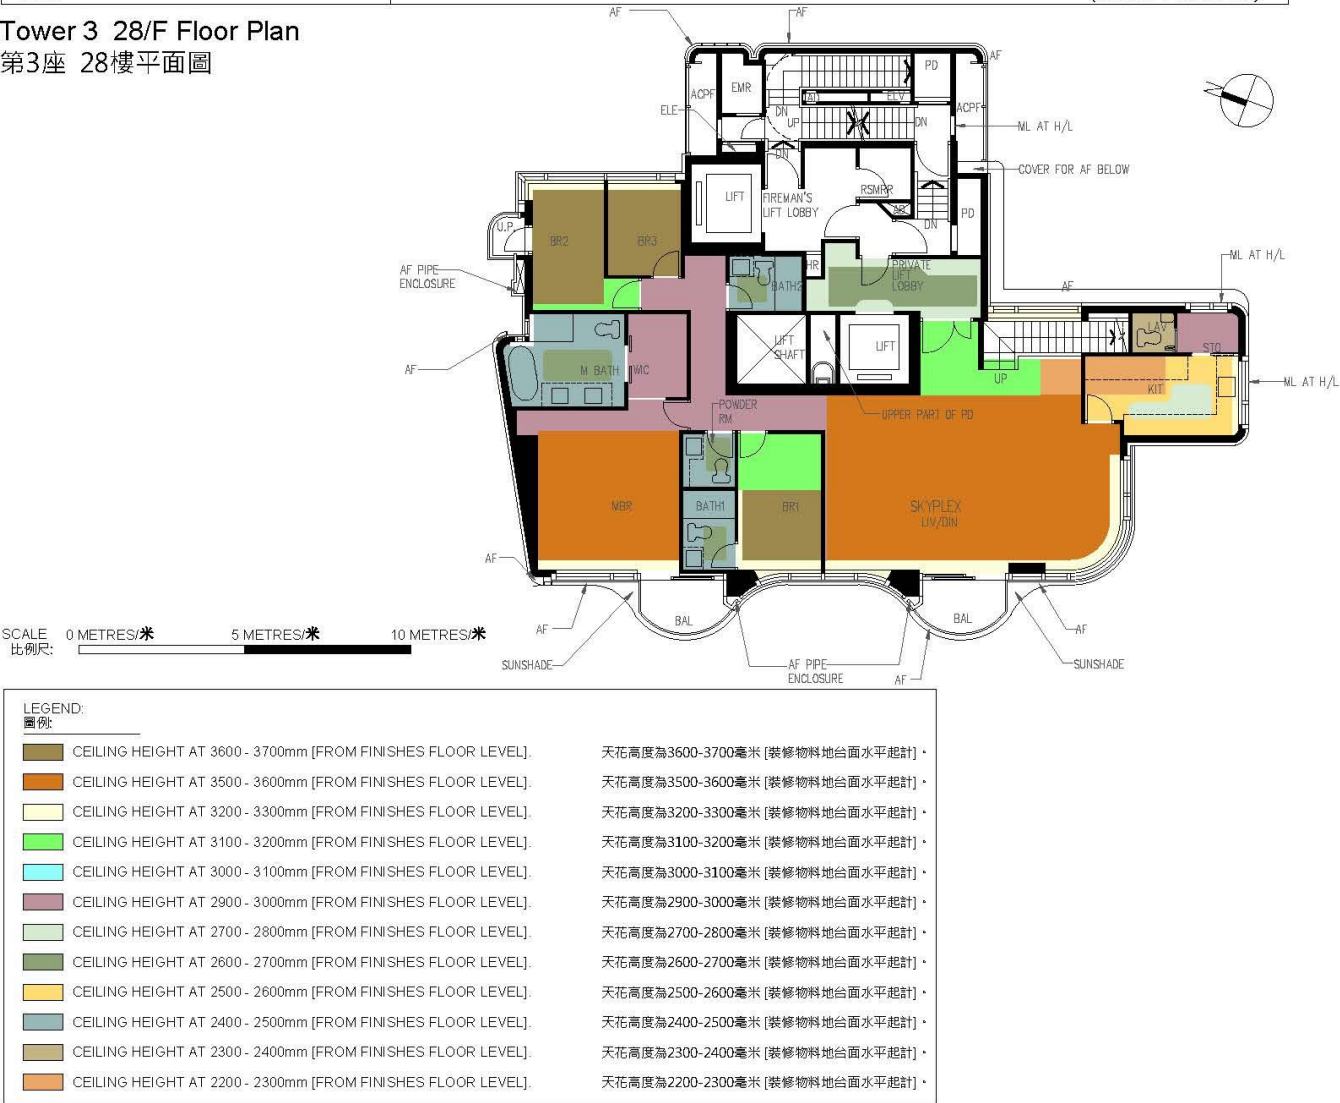 Tower 3 28/F Floor Plan
第3座 28樓平面圖
AF
AF
AF
ACPF
EMR
PD
ELE
AD
ELV
ACPF
DN
UP
DN
DN
ML AT H/L
COVER FOR AF BELOW
LIFT
FIREMAN'S
LIFT LOBBY
RSMRR
AD
PD
DN
U.P.
BR2
BR3
AF PIPE
ENCLOSURE
HR
PRIVATE
LIFT
LOBBY
BATH2
ML AT H/L
AF
LAV
STO
LIFT
SHAFT
LIFT
AF
M BATH
WIC
UP
KIT
ML AT H/L
POWDER
RM
UPPER PART OF PD
MBR
BATH1
BR1
SKYPLEX
LIV/DIN
AF
BAL
BAL
AF
AF
SUNSHADE
AF PIPE
ENCLOSURE
AF
SUNSHADE
SCALE 0 METRES/米 5 METRES/米 10 METRES/米
比例尺:
LEGEND:
圖例:
CEILING HEIGHT AT 3600 - 3700mm [FROM FINISHES FLOOR LEVEL]. 天花高度為3600-3700毫米 [裝修物料地台面水平起計]。
CEILING HEIGHT AT 3500 - 3600mm [FROM FINISHES FLOOR LEVEL]. 天花高度為3500-3600毫米 [裝修物料地台面水平起計]。
CEILING HEIGHT AT 3200 - 3300mm [FROM FINISHES FLOOR LEVEL]. 天花高度為3200-3300毫米 [裝修物料地台面水平起計]。
CEILING HEIGHT AT 3100 - 3200mm [FROM FINISHES FLOOR LEVEL]. 天花高度為3100-3200毫米 [裝修物料地台面水平起計]。
CEILING HEIGHT AT 3000 - 3100mm [FROM FINISHES FLOOR LEVEL]. 天花高度為3000-3100毫米 [裝修物料地台面水平起計]。
CEILING HEIGHT AT 2900 - 3000mm [FROM FINISHES FLOOR LEVEL]. 天花高度為2900-3000毫米 [裝修物料地台面水平起計]。
CEILING HEIGHT AT 2700 - 2800mm [FROM FINISHES FLOOR LEVEL]. 天花高度為2700-2800毫米 [裝修物料地台面水平起計]。
CEILING HEIGHT AT 2600 - 2700mm [FROM FINISHES FLOOR LEVEL]. 天花高度為2600-2700毫米 [裝修物料地台面水平起計]。
CEILING HEIGHT AT 2500 - 2600mm [FROM FINISHES FLOOR LEVEL]. 天花高度為2500-2600毫米 [裝修物料地台面水平起計]。
CEILING HEIGHT AT 2400 - 2500mm [FROM FINISHES FLOOR LEVEL]. 天花高度為2400-2500毫米 [裝修物料地台面水平起計]。
CEILING HEIGHT AT 2300 - 2400mm [FROM FINISHES FLOOR LEVEL]. 天花高度為2300-2400毫米 [裝修物料地台面水平起計]。
CEILING HEIGHT AT 2200 - 2300mm [FROM FINISHES FLOOR LEVEL]. 天花高度為2200-2300毫米 [裝修物料地台面水平起計]。